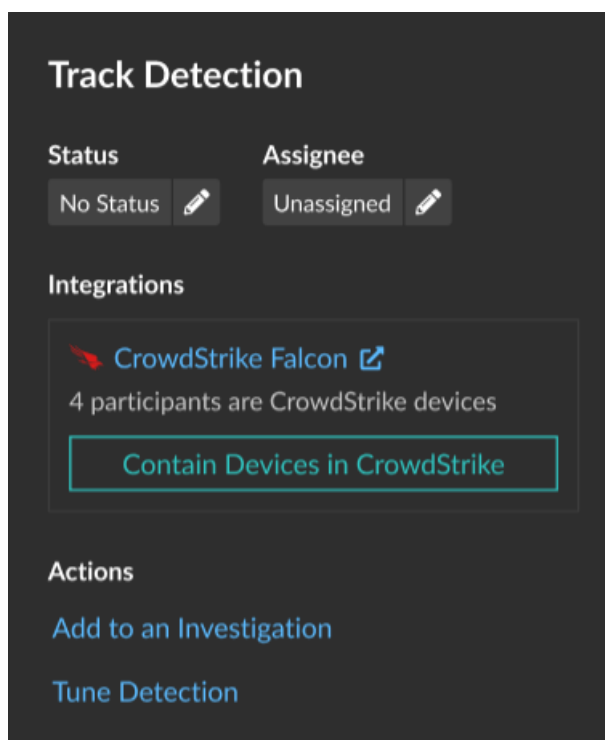 Track Detection
Status Assignee
No Status Unassigned
Integrations
CrowdStrike Falcon
4 participants are CrowdStrike devices
Contain Devices in CrowdStrike
Actions
Add to an Investigation
Tune Detection